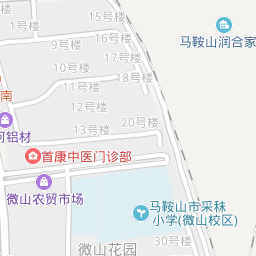 15号楼
1号楼
16号楼
9号楼
马鞍山润合家
17号楼
18号楼
11号楼
南
12号楼
20号楼
13号楼
可铝材
首康中医门诊部
微山农贸市场
马鞍山市采秣
小学(微山校区)
30号楼
微山花园